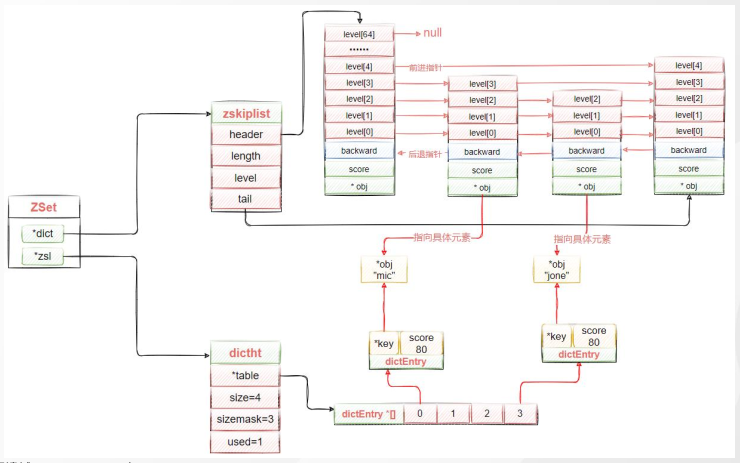 level[64]
null
......
level[4]
前进指针
level[4]
level[3]
level[3]
level[3]
level[2]
level[2]
level[2]
level[2]
level[1]
level[1]
level[1]
level[1]
level[0]
level[0]
level[0]
level[0]
backward
后退指针
backward
backward
backward
score
score
score
score
* obj
* obj
* obj
* obj
zskiplist
header
length
level
tail
ZSet
*dict
*zsl
指向具体元素
指向具体元素
*obj
"mic"
*obj
"jone"
*key
score
80
dictEntry
*key
score
80
dictEntry
dictht
*table
size=4
sizemask=3
used=1
dictEntry *[]
0
1
2
3